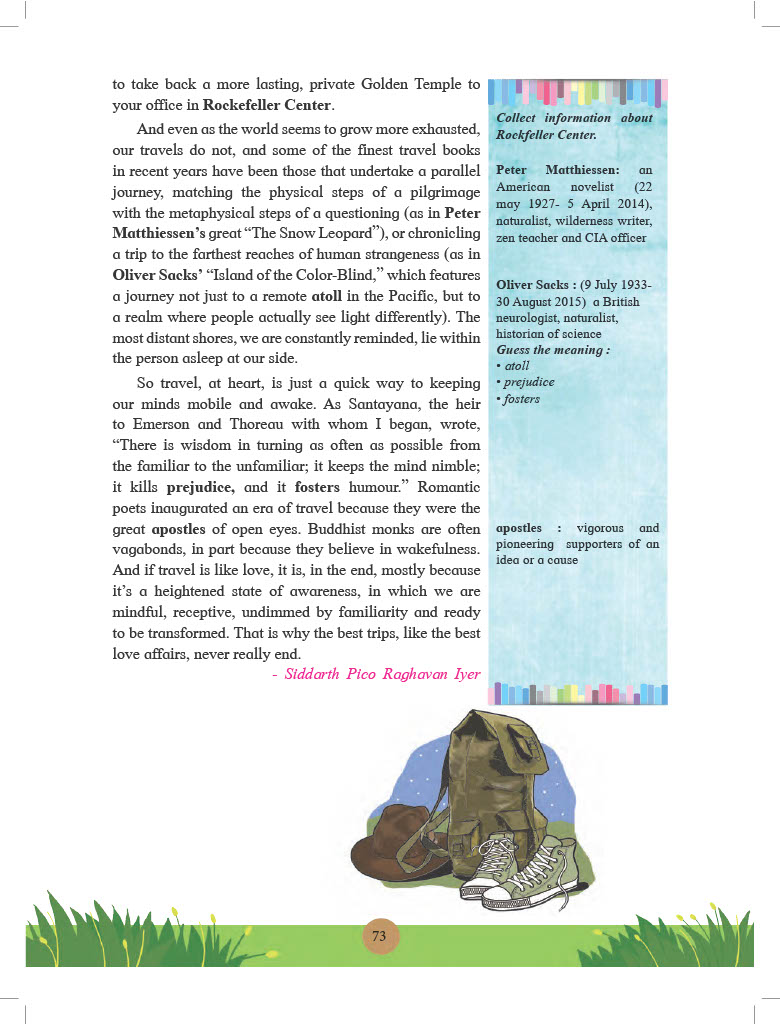 to take back a more lasting, private Golden Temple to
your office in Rockefeller Center.
And even as the world seems to grow more exhausted,
our travels do not, and some of the finest travel books
in recent years have been those that undertake a parallel
journey, matching the physical steps of a pilgrimage
with the metaphysical steps of a questioning (as in Peter
Matthiessen’s great “The Snow Leopard”), or chronicling
a trip to the farthest reaches of human strangeness (as in
Oliver Sacks’ “Island of the Color-Blind,” which features
a journey not just to a remote atoll in the Pacific, but to
a realm where people actually see light differently). The
most distant shores, we are constantly reminded, lie within
the person asleep at our side.
So travel, at heart, is just a quick way to keeping
our minds mobile and awake. As Santayana, the heir
to Emerson and Thoreau with whom I began, wrote,
“There is wisdom in turning as often as possible from
the familiar to the unfamiliar; it keeps the mind nimble;
it kills prejudice, and it fosters humour.” Romantic
poets inaugurated an era of travel because they were the
great apostles of open eyes. Buddhist monks are often
vagabonds, in part because they believe in wakefulness.
And if travel is like love, it is, in the end, mostly because
it’s a heightened state of awareness, in which we are
mindful, receptive, undimmed by familiarity and ready
to be transformed. That is why the best trips, like the best
love affairs, never really end.
- Siddarth Pico Raghavan Iyer
Collect information about
Rockfeller Center.
Peter Matthiessen: an
American novelist (22
may 1927- 5 April 2014),
naturalist, wilderness writer,
zen teacher and CIA officer
Oliver Sacks : (9 July 1933-
30 August 2015) a British
neurologist, naturalist,
historian of science
Guess the meaning :
• atoll
• prejudice
• fosters
apostles : vigorous and
pioneering supporters of an
idea or a cause
73